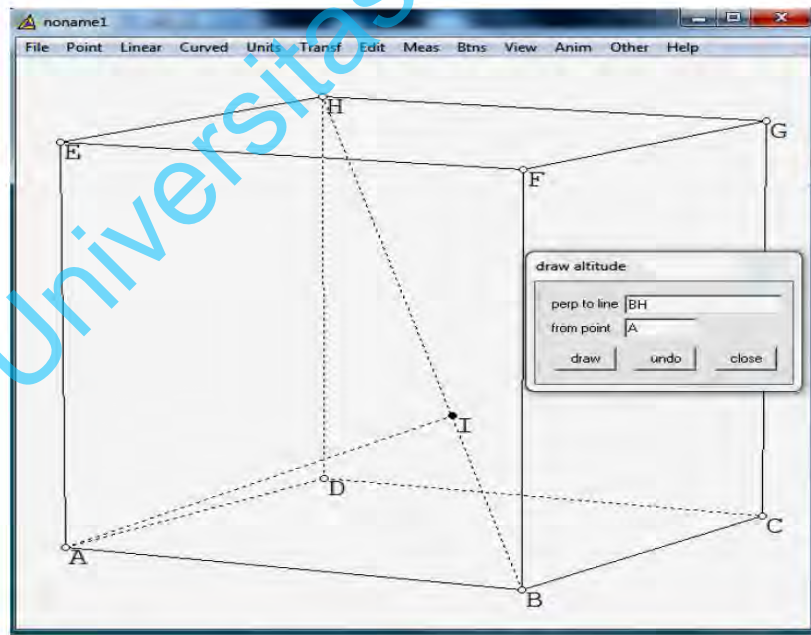 noname1
File Point Linear Curved Units Transf Edit Meas Btns View Anim Other Help
H
G
E
F
draw altitude
perp to line BH
from point A
draw undo close
I
D
C
A
B
Universitas